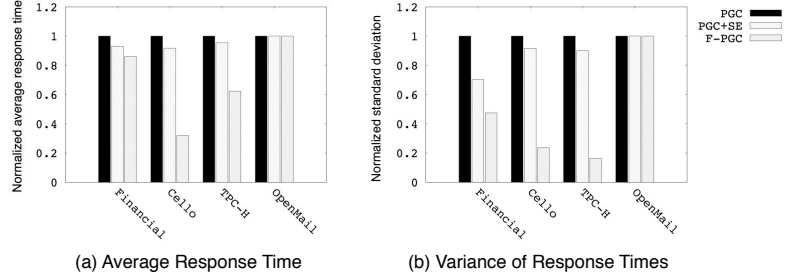 Normalized average response time
1.2
1
0.8
0.6
0.4
0.2
0
Financial
Cello
TPC-H
OpenMail
(a) Average Response Time
Normalized standard deviation
1.2
1
0.8
0.6
0.4
0.2
0
Financial
Cello
TPC-H
OpenMail
(b) Variance of Response Times
PGC
PGC+SE
F-PGC